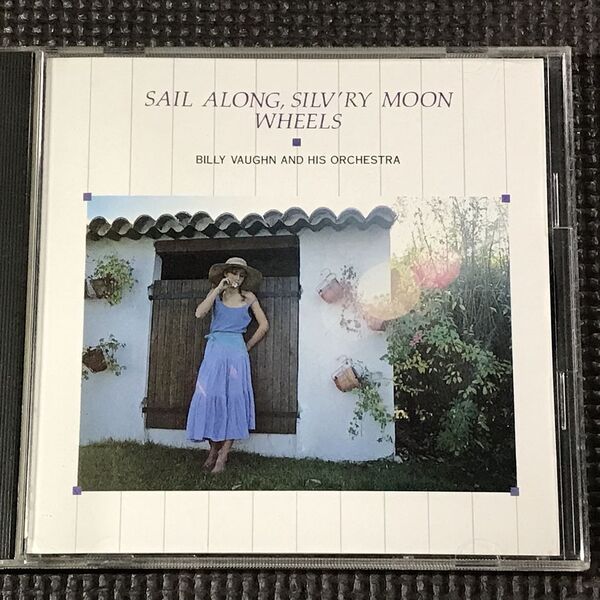 SAIL ALONG, SILV'RY MOON
WHEELS
BILLY VAUGHN AND HIS ORCHESTRA